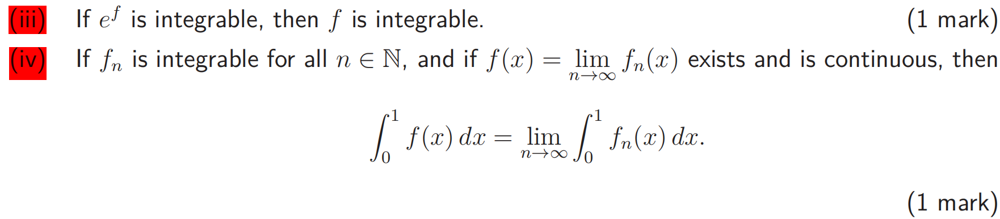 (iii) If $e^f$ is integrable, then $f$ is integrable. (1 mark)
(iv) If $f_n$ is integrable for all $n \in \mathbb{N}$, and if $f(x) = \lim_{n \to \infty} f_n(x)$ exists and is continuous, then
$\int_0^1 f(x)\,dx = \lim_{n \to \infty} \int_0^1 f_n(x)\,dx.$
(1 mark)